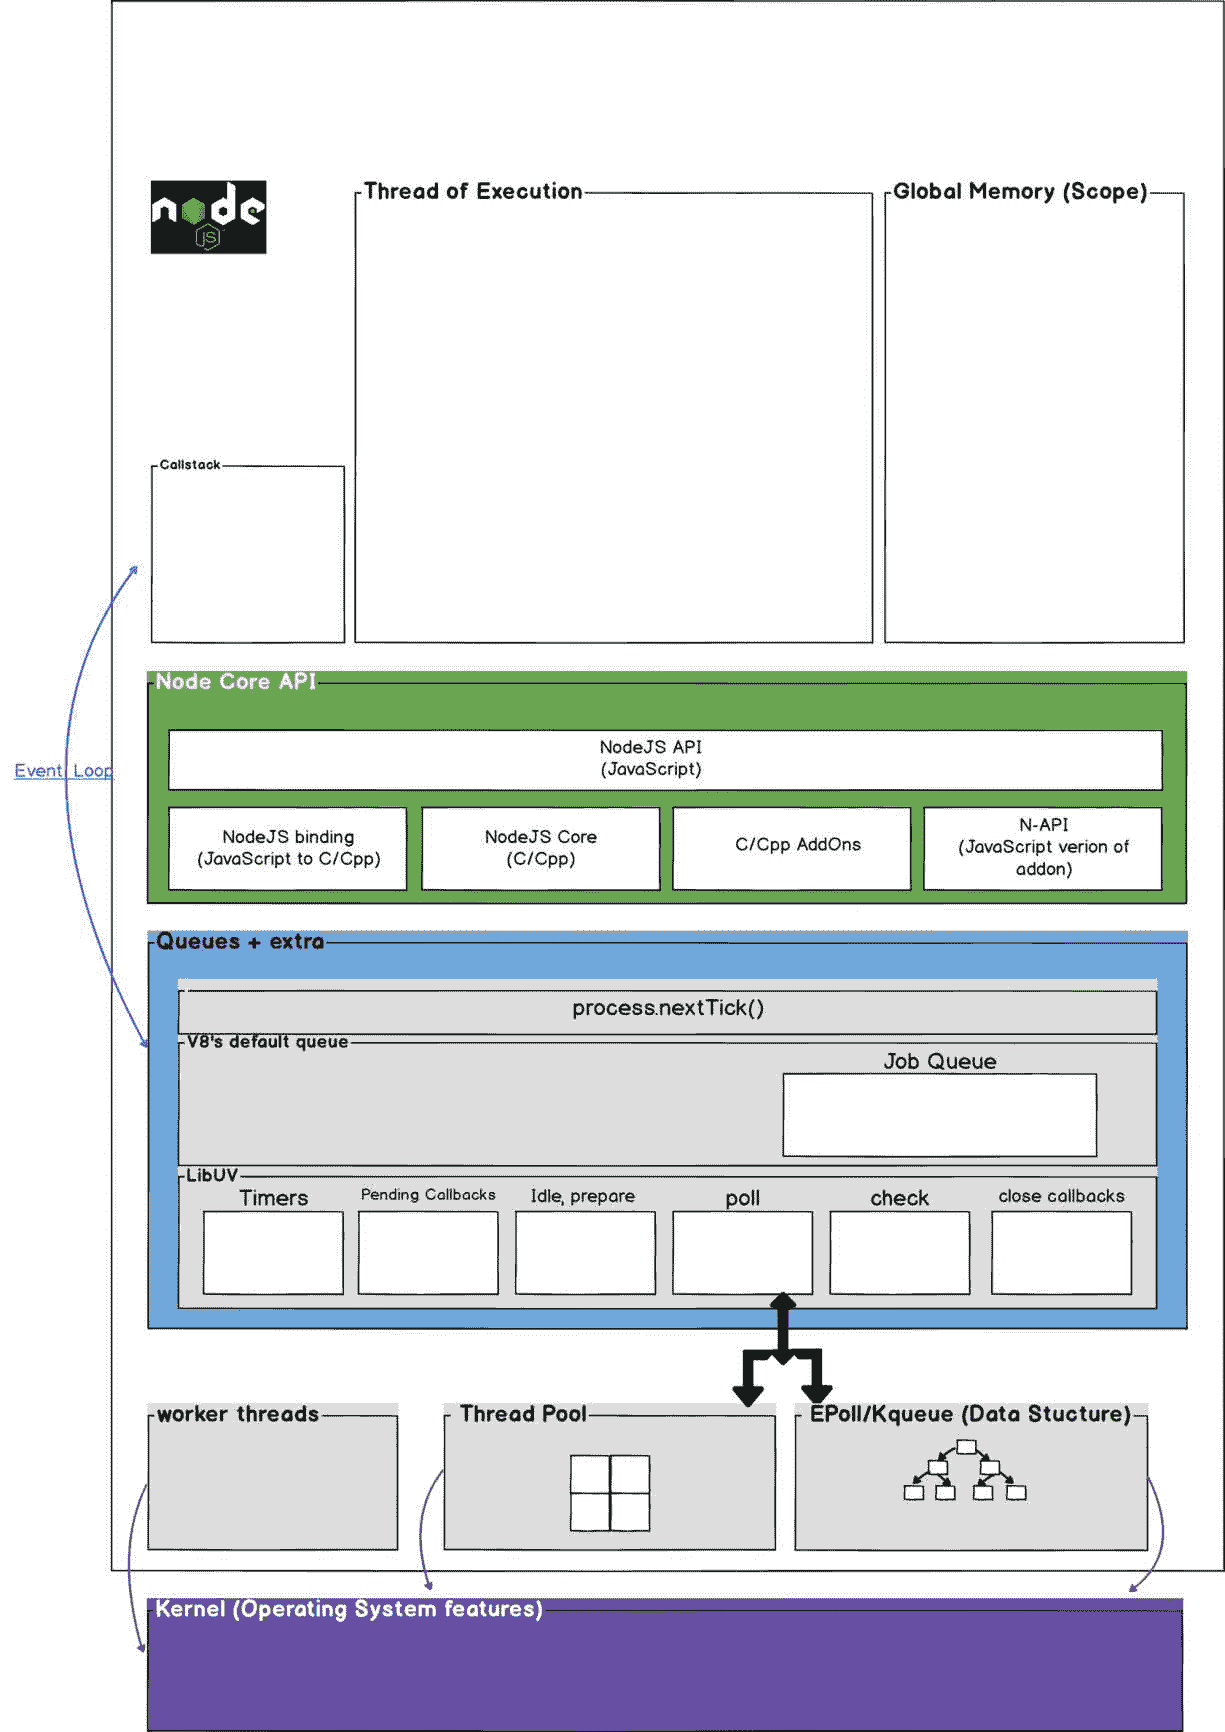 node
JS
Thread of Execution
Global Memory (Scope)
Callstack
Event Loop
Node Core API
NodeJS API
(JavaScript)
NodeJS binding
(JavaScript to C/Cpp)
NodeJS Core
(C/Cpp)
C/Cpp AddOns
N-API
(JavaScript verion of
addon)
Queues + extra
process.nextTick()
V8's default queue
Job Queue
LibUV
Timers
Pending Callbacks
Idle, prepare
poll
check
close callbacks
worker threads
Thread Pool
EPoll/Kqueue (Data Stucture)
Kernel (Operating System features)